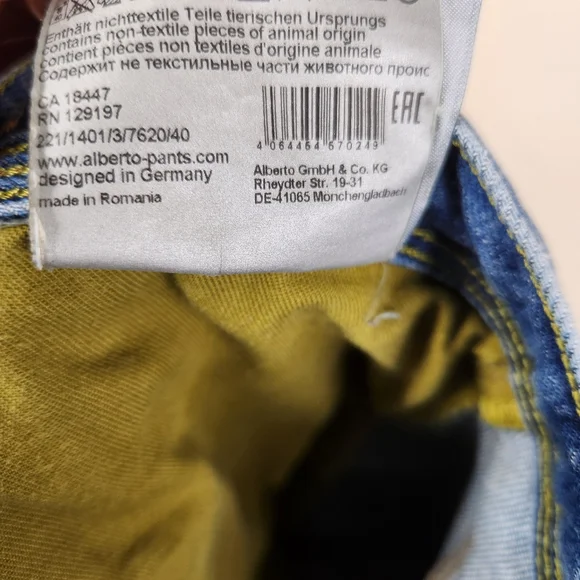 Enthält nichttextile Teile tierischen Ursprungs
contains non-textile pieces of animal origin
contient pièces non textiles d'origine animale
Содержит не текстильные части животного проис
CA 18447
RN 129197
221/1401/3/7620/40
www.alberto-pants.com
designed in Germany
made in Romania
4 064464 670249
EAC
Alberto GmbH & Co. KG
Rheydter Str. 19-31
DE-41065 Mönchengladbach